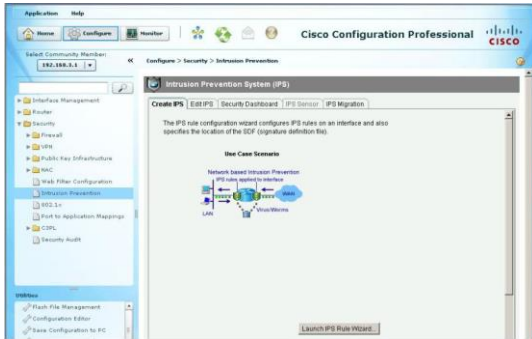 Application Help
Home Configure Monitor
Cisco Configuration Professional
CISCO
Select Community Member:
192.168.1.1
«
Configure > Security > Intrusion Prevention
Intrusion Prevention System (IPS)
Interface Management
Router
Security
Firewall
VPN
Public Key Infrastructure
NAC
Web Filter Configuration
Intrusion Prevention
802.1x
Port to Application Mappings
C3PL
Security Audit
Create IPS Edit IPS Security Dashboard IPS Sensor IPS Migration
The IPS rule configuration wizard configures IPS rules on an interface and also
specifies the location of the SDF (signature definition file).
Use Case Scenario
Network based Intrusion Prevention
IPS rules applied to interface
LAN
Virus/Worms
Launch IPS Rule Wizard...
Utilities
Flash File Management
Configuration Editor
Save Configuration to PC